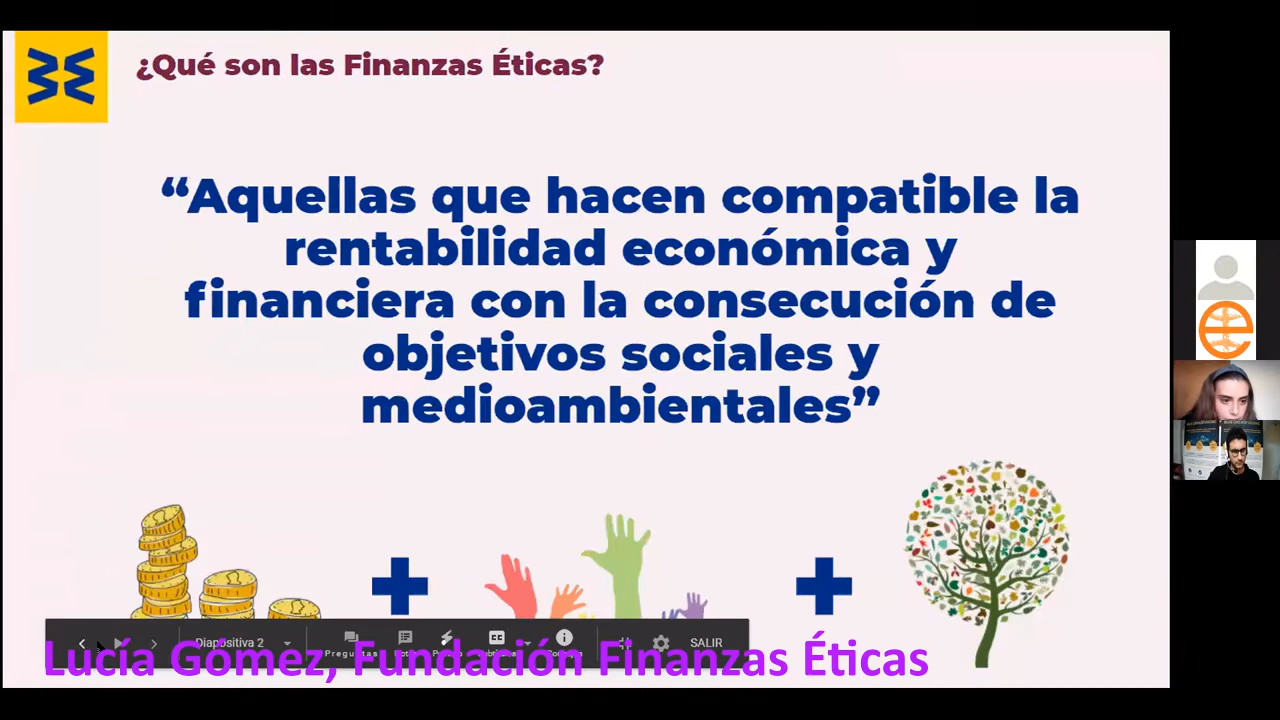 ¿Qué son las Finanzas Éticas?
“Aquellas que hacen compatible la
rentabilidad económica y
financiera con la consecución de
objetivos sociales y
medioambientales”
Diapositiva 2
SALIR
Lucía Gómez, Fundación Finanzas Éticas